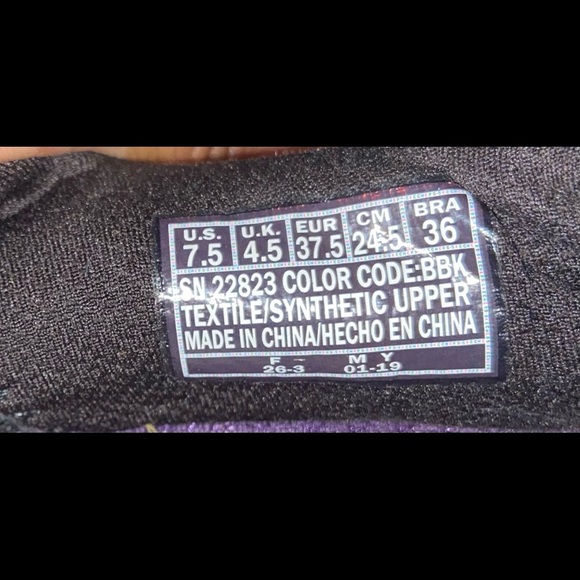 U.S. U.K. EUR CM BRA
7.5 4.5 37.5 24.5 36
SN 22823 COLOR CODE:BBK
TEXTILE/SYNTHETIC UPPER
MADE IN CHINA/HECHO EN CHINA
F ~ M Y
26-3 01-19